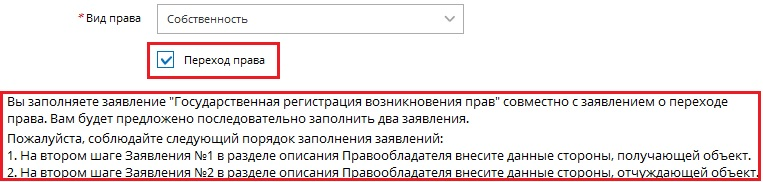 * Вид права Собственность
Переход права
Вы заполняете заявление "Государственная регистрация возникновения прав" совместно с заявлением о переходе
права. Вам будет предложено последовательно заполнить два заявления.
Пожалуйста, соблюдайте следующий порядок заполнения заявлений:
1. На втором шаге Заявления №1 в разделе описания Правообладателя внесите данные стороны, получающей объект.
2. На втором шаге Заявления №2 в разделе описания Правообладателя внесите данные стороны, отчуждающей объект.